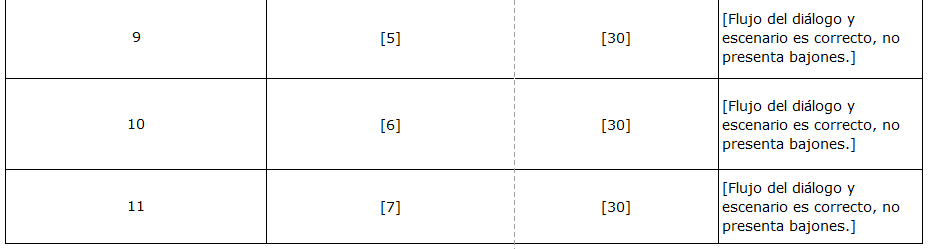 9 [5] [30] [Flujo del diálogo y
escenario es correcto, no
presenta bajones.]
10 [6] [30] [Flujo del diálogo y
escenario es correcto, no
presenta bajones.]
11 [7] [30] [Flujo del diálogo y
escenario es correcto, no
presenta bajones.]